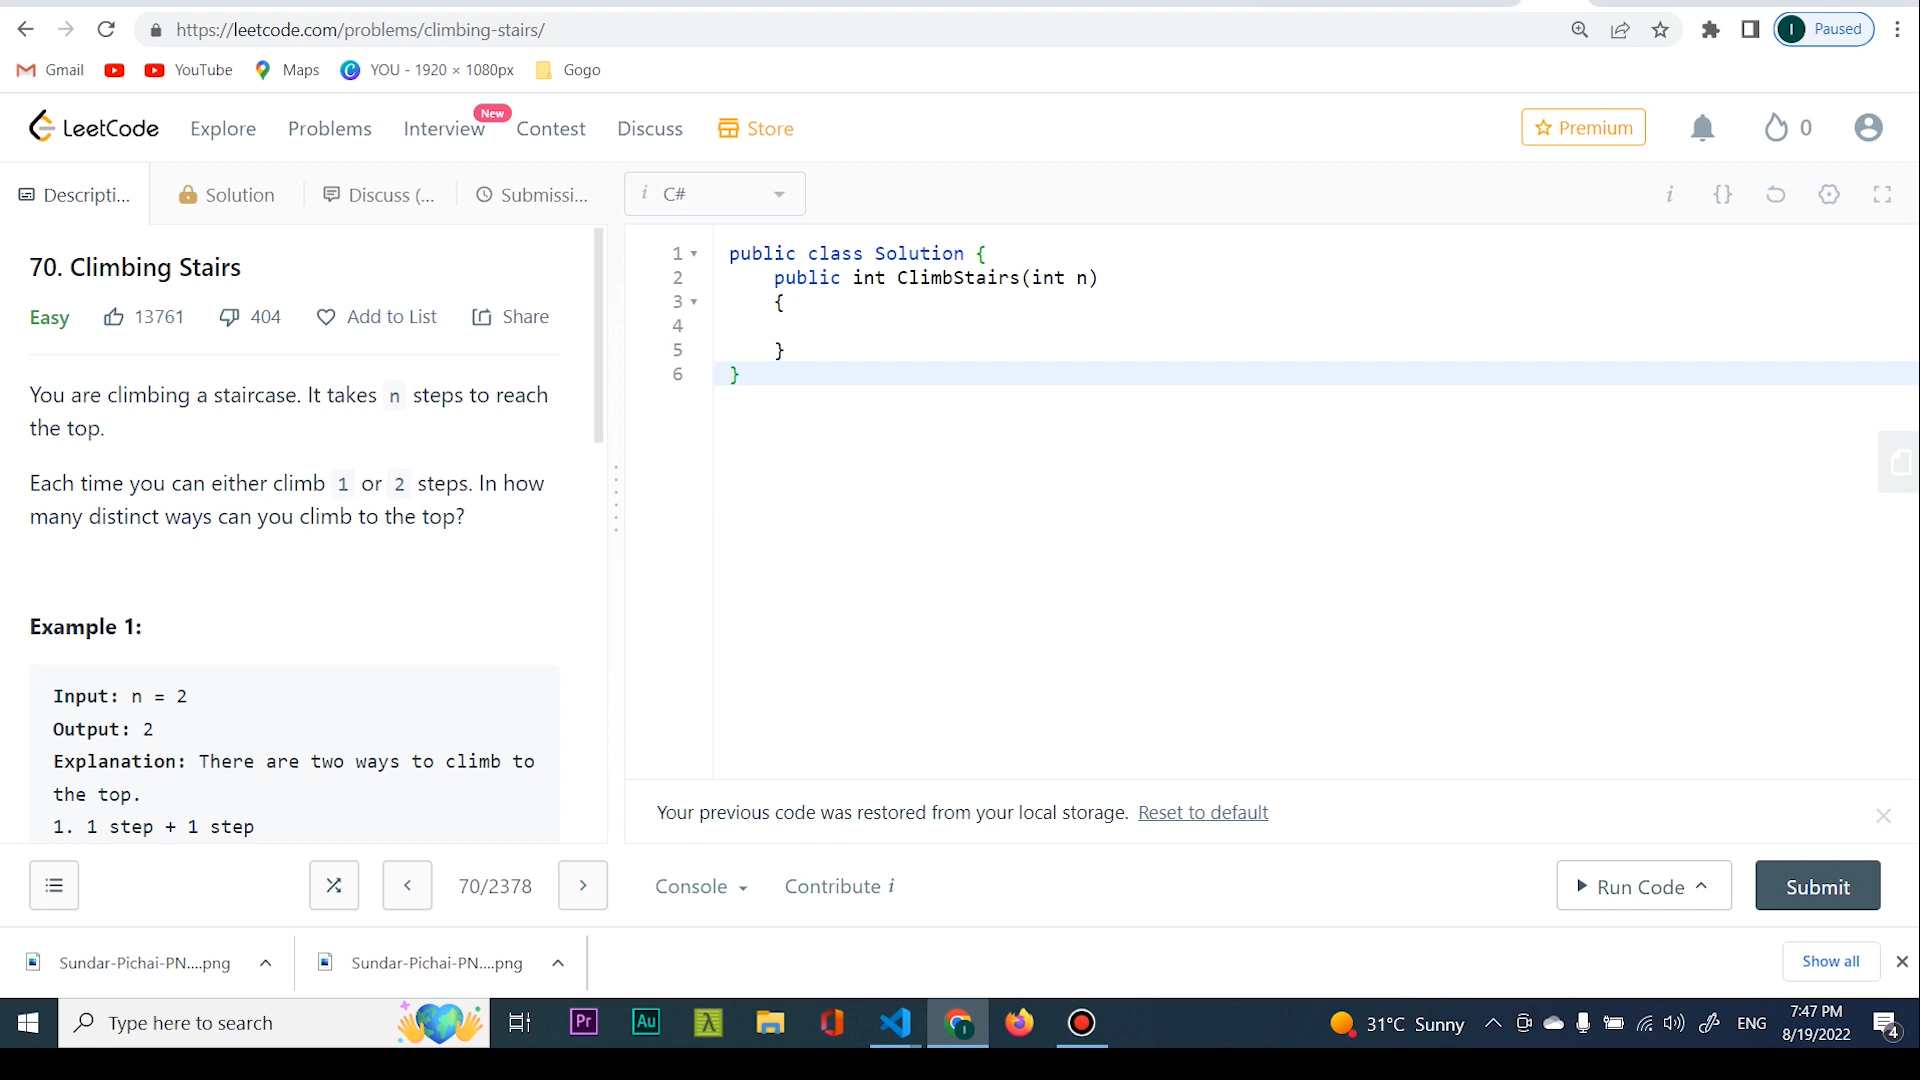 https://leetcode.com/problems/climbing-stairs/
Paused
Gmail
YouTube
Maps
YOU - 1920 × 1080px
Gogo
LeetCode
Explore
Problems
Interview
New
Contest
Discuss
Store
Premium
0
Descripti...
Solution
Discuss (...
Submissi...
i C#
i {}
70. Climbing Stairs
Easy
13761
404
Add to List
Share
You are climbing a staircase. It takes n steps to reach
the top.
Each time you can either climb 1 or 2 steps. In how
many distinct ways can you climb to the top?
Example 1:
Input: n = 2
Output: 2
Explanation: There are two ways to climb to
the top.
1. 1 step + 1 step
1 public class Solution {
2     public int ClimbStairs(int n)
3     {
4
5     }
6 }
Your previous code was restored from your local storage. Reset to default
70/2378
Console
Contribute i
Run Code
Submit
Sundar-Pichai-PN....png
Sundar-Pichai-PN....png
Show all
Type here to search
Pr
Au
31°C Sunny
ENG
7:47 PM
8/19/2022
4